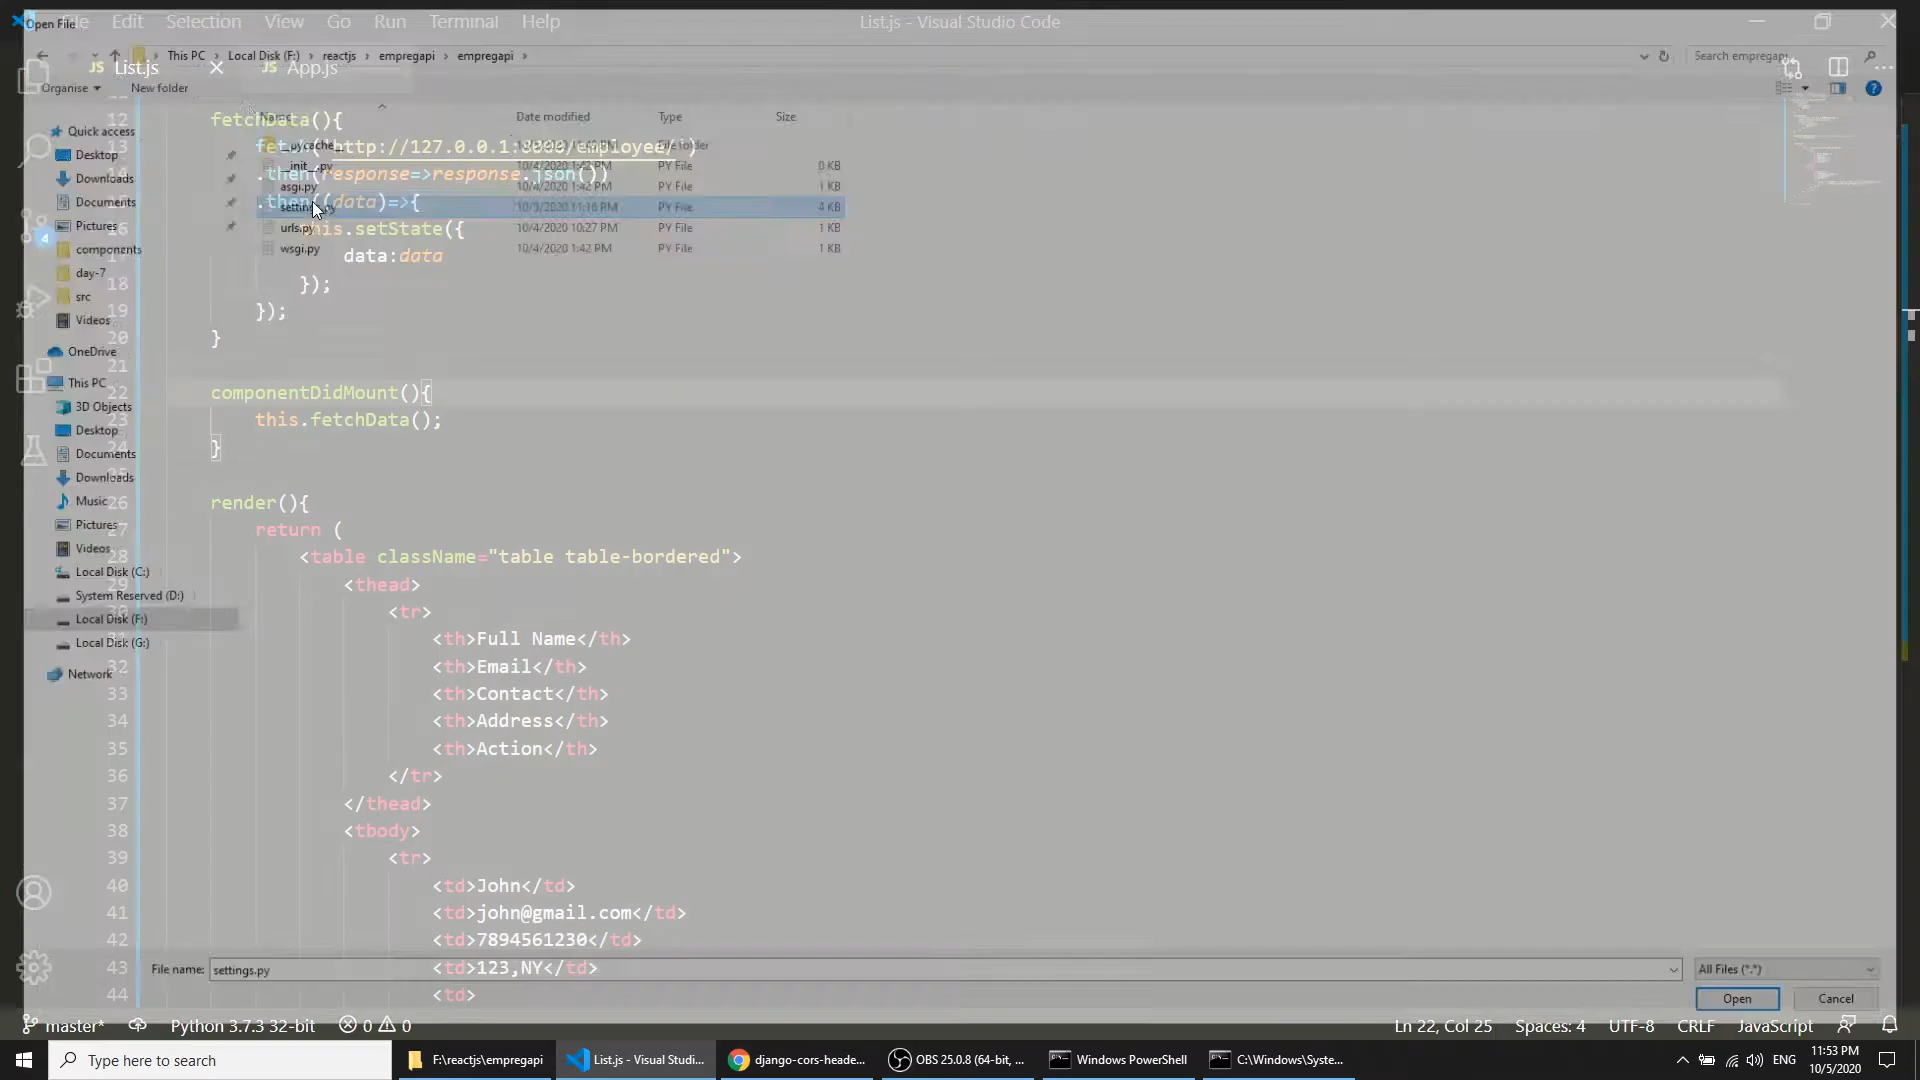 Open File
File Edit Selection View Go Run Terminal Help
List.js - Visual Studio Code
This PC > Local Disk (F:) > reactjs > empregapi > empregapi >
Search empregapi
JS List.js
JS App.js
Organise
New folder
Name
Date modified
Type
Size
__pycache__
File folder
__init__.py 10/4/2020 1:42 PM PY File 0 KB
asgi.py 10/4/2020 1:42 PM PY File 1 KB
settings.py 10/5/2020 11:16 PM PY File 4 KB
urls.py 10/4/2020 10:27 PM PY File 1 KB
wsgi.py 10/4/2020 1:42 PM PY File 1 KB
Quick access
Desktop
Downloads
Documents
Pictures
components
day-7
src
Videos
OneDrive
This PC
3D Objects
Desktop
Documents
Downloads
Music
Pictures
Videos
Local Disk (C:)
System Reserved (D:)
Local Disk (F:)
Local Disk (G:)
Network
4
12 fetchData(){
13 fetch('http://127.0.0.1:8000/employee/')
14 .then(response=>response.json())
.then((data)=>{
16 this.setState({
data:data
18 });
19 });
20 }
21
22 componentDidMount(){
23 this.fetchData();
24 }
26 render(){
27 return (
28 <table className="table table-bordered">
29 <thead>
<tr>
<th>Full Name</th>
32 <th>Email</th>
33 <th>Contact</th>
34 <th>Address</th>
35 <th>Action</th>
36 </tr>
37 </thead>
38 <tbody>
39 <tr>
40 <td>John</td>
41 <td>john@gmail.com</td>
42 <td>7894561230</td>
43 <td>123,NY</td>
44 <td>
File name: settings.py
All Files (*.*)
Open
Cancel
master*
Python 3.7.3 32-bit
0 0
Ln 22, Col 25
Spaces: 4
UTF-8
CRLF
JavaScript
Type here to search
F:\reactjs\empregapi
List.js - Visual Studi...
django-cors-heade...
OBS 25.0.8 (64-bit, ...
Windows PowerShell
C:\Windows\Syste...
ENG
11:53 PM
10/5/2020